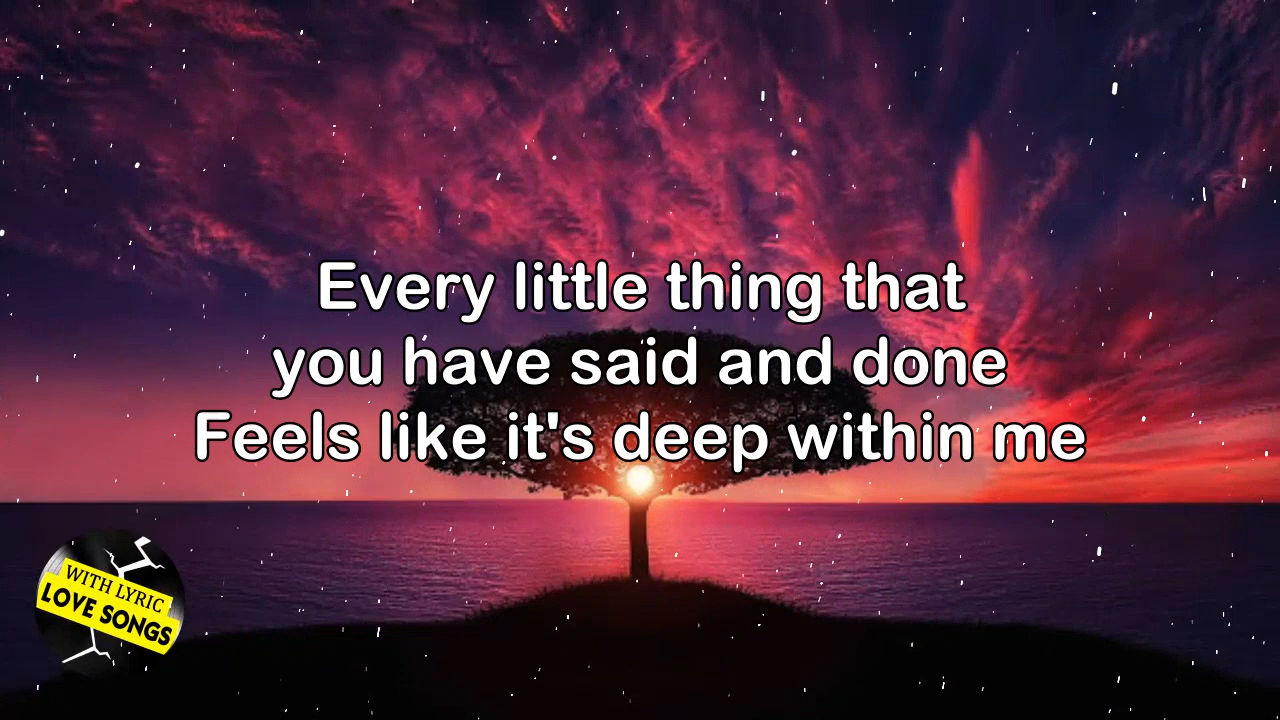 Every little thing that
you have said and done
Feels like it's deep within me
WITH LYRIC
LOVE SONGS